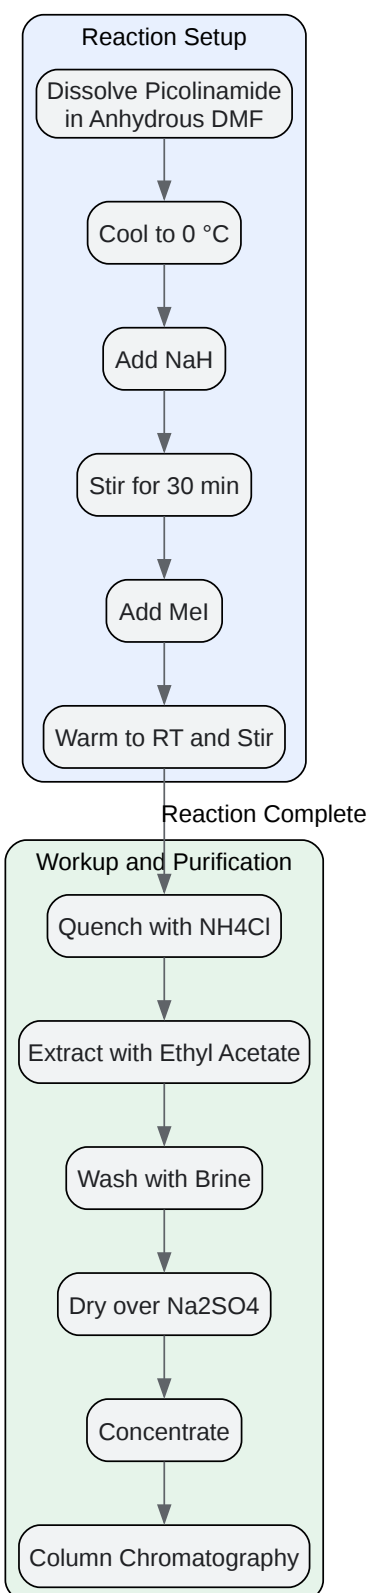 Reaction Setup
Dissolve Picolinamide
in Anhydrous DMF
Cool to 0 °C
Add NaH
Stir for 30 min
Add MeI
Warm to RT and Stir
Reaction Complete
Workup and Purification
Quench with NH4Cl
Extract with Ethyl Acetate
Wash with Brine
Dry over Na2SO4
Concentrate
Column Chromatography